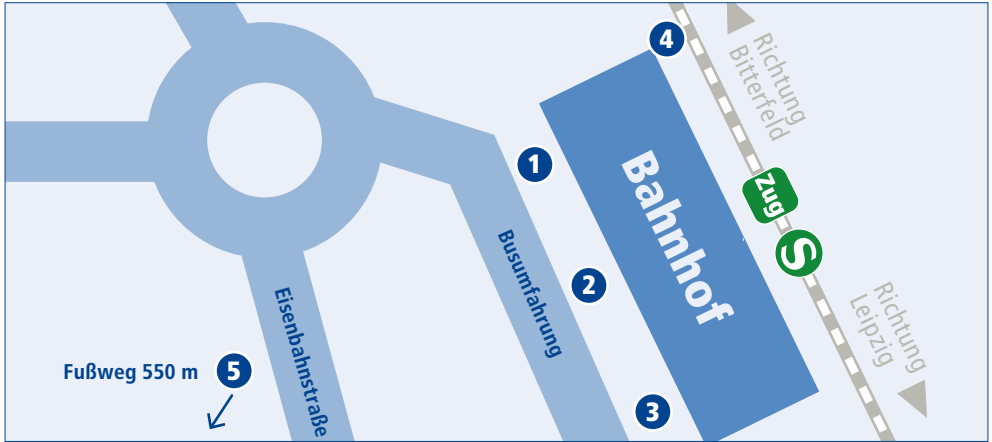 4
Richtung
Bitterfeld
1
Bahnhof
Zug
S
Busumfahrung
2
Eisenbahnstraße
Richtung
Leipzig
Fußweg 550 m
5
3